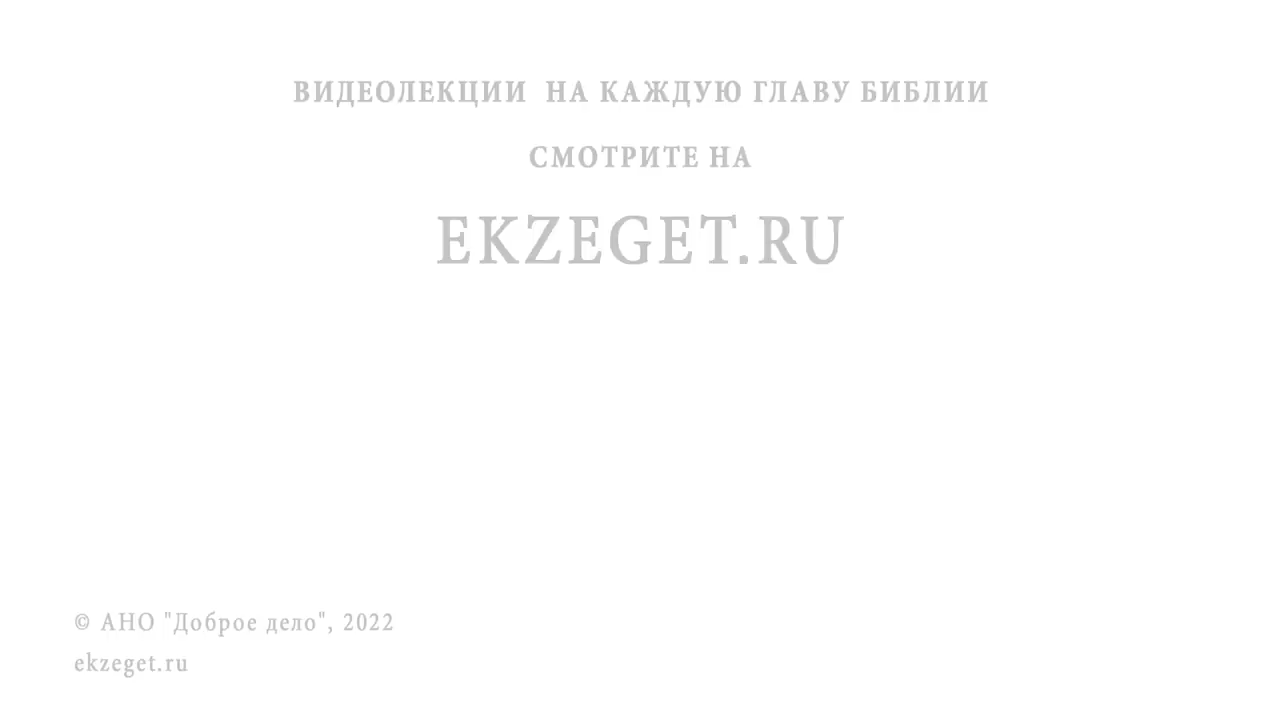 ВИДЕОЛЕКЦИИ НА КАЖДУЮ ГЛАВУ БИБЛИИ
СМОТРИТЕ НА
EKZEGET.RU
© АНО "Доброе дело", 2022
ekzeget.ru